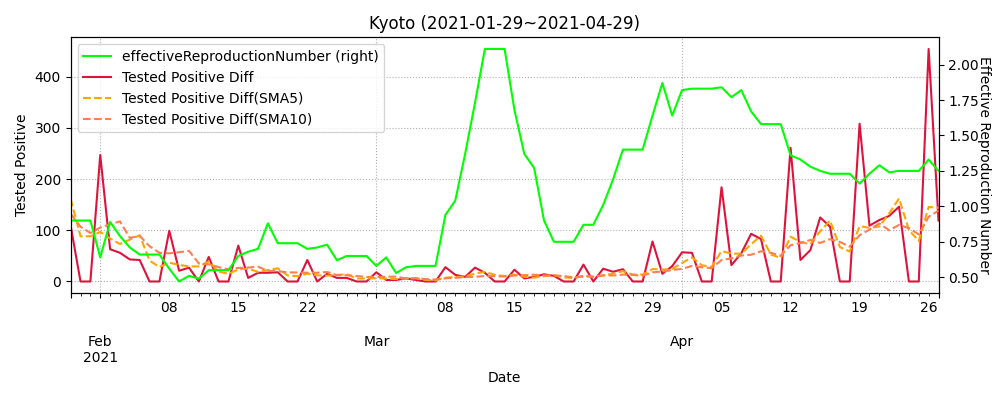 Kyoto (2021-01-29~2021-04-29)
effectiveReproductionNumber (right)
Tested Positive Diff
Tested Positive Diff(SMA5)
Tested Positive Diff(SMA10)
Tested Positive
400
300
200
100
0
2.00
1.75
1.50
1.25
1.00
0.75
0.50
Effective Reproduction Number
08 15 22 08 15 22 29 05 12 19 26
Feb Mar Apr
2021
Date